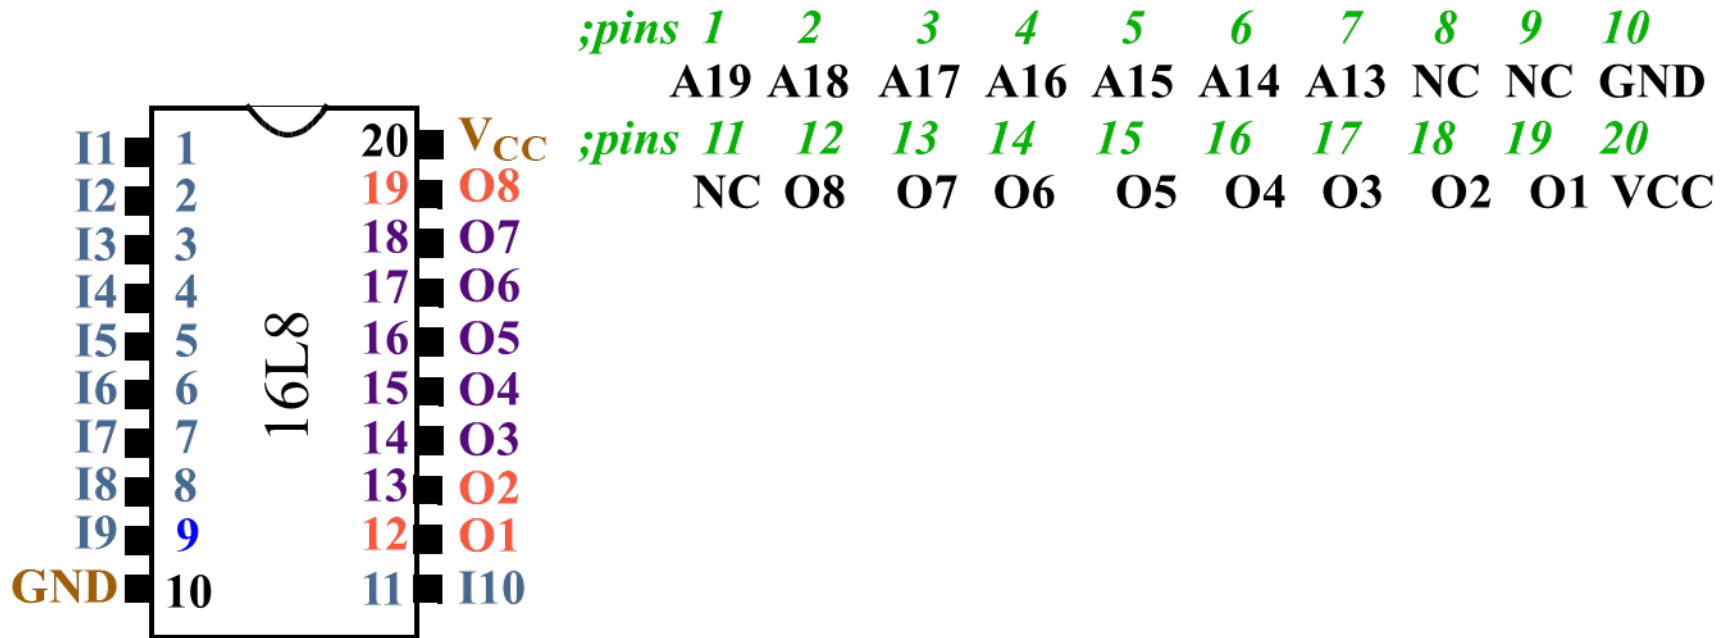 ;pins 1 2 3 4 5 6 7 8 9 10
A19 A18 A17 A16 A15 A14 A13 NC NC GND
;pins 11 12 13 14 15 16 17 18 19 20
NC O8 O7 O6 O5 O4 O3 O2 O1 VCC
I1 1 20 VCC
I2 2 19 O8
I3 3 18 O7
I4 4 17 O6
I5 5 16 O5
I6 6 15 O4
I7 7 14 O3
I8 8 13 O2
I9 9 12 O1
GND 10 11 I10
16L8